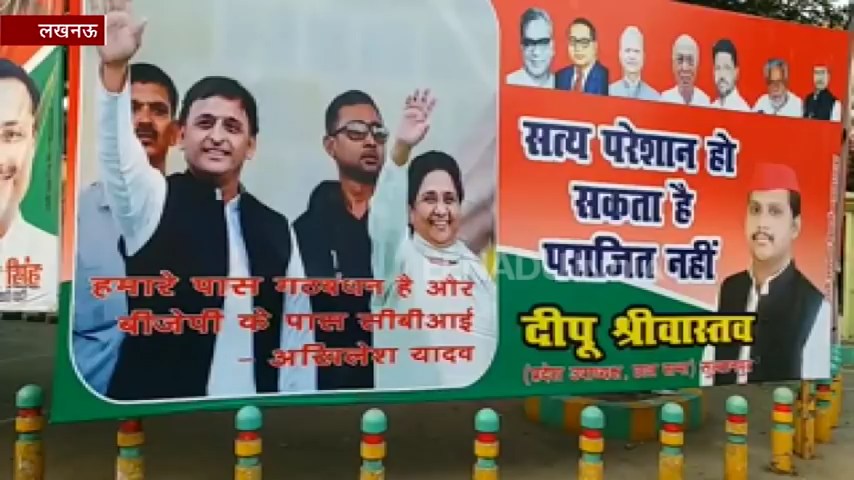 लखनऊ
सत्य परेशान हो
सकता है
पराजित नहीं
हमारे पास गठबंधन है और
बीजेपी के पास सीबीआई
– अखिलेश यादव
दीपू श्रीवास्तव
सिंह